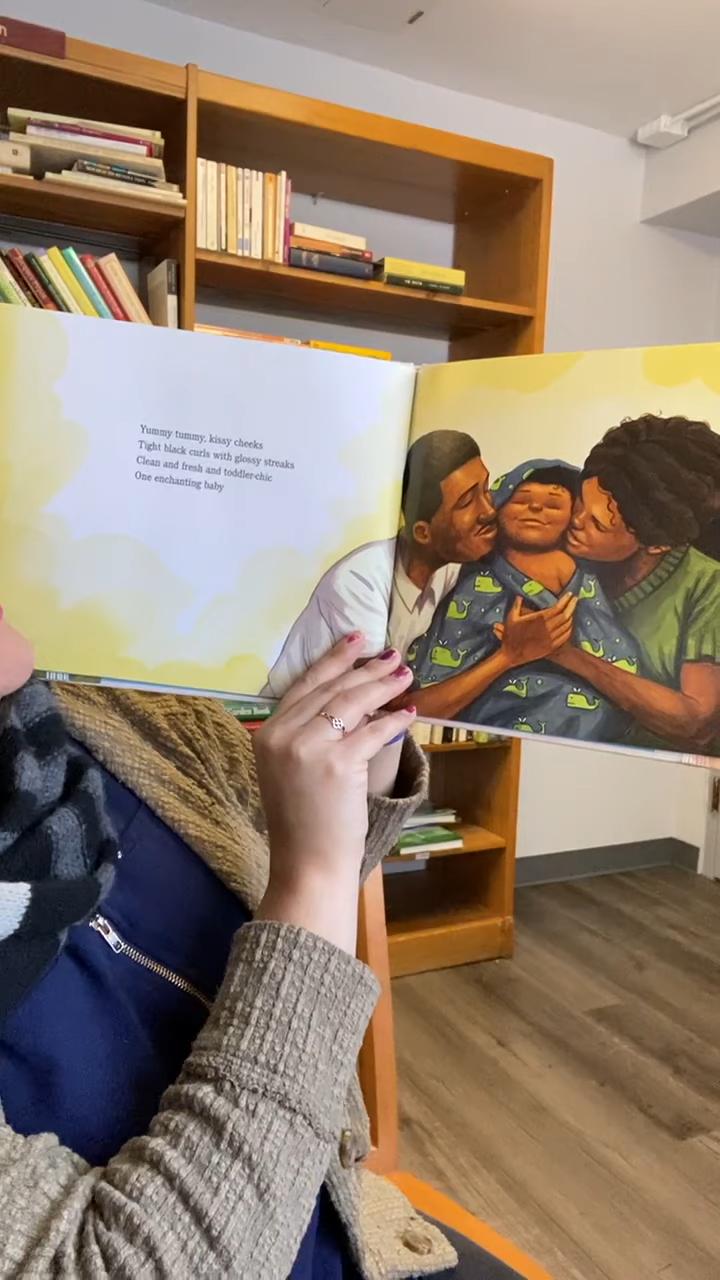 Yummy tummy, kissy cheeks
Tight black curls with glossy streaks
Clean and fresh and toddler-chic
One enchanting baby